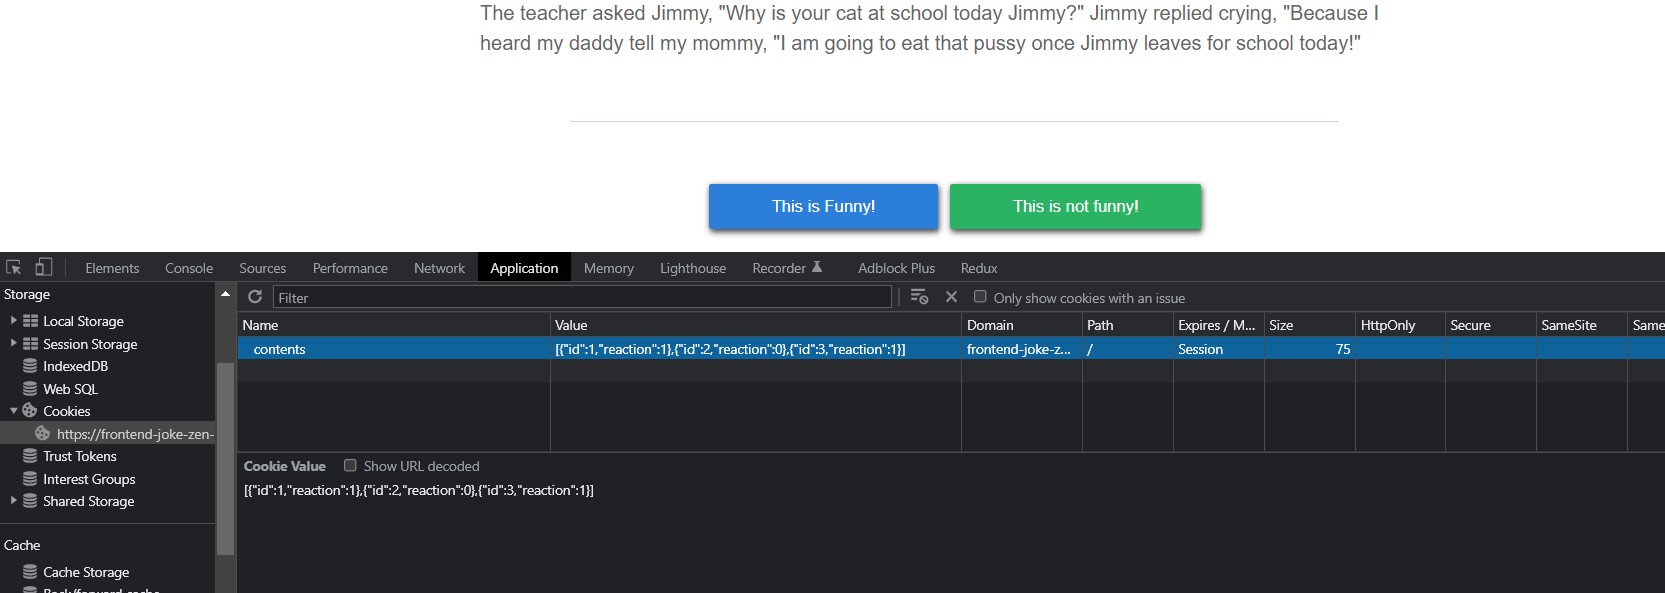 The teacher asked Jimmy, "Why is your cat at school today Jimmy?" Jimmy replied crying, "Because I
heard my daddy tell my mommy, "I am going to eat that pussy once Jimmy leaves for school today!"
This is Funny!
This is not funny!
Elements Console Sources Performance Network Application Memory Lighthouse Recorder Adblock Plus Redux
Storage
Local Storage
Session Storage
IndexedDB
Web SQL
Cookies
https://frontend-joke-zen-
Trust Tokens
Interest Groups
Shared Storage
Cache
Cache Storage
Filter
Only show cookies with an issue
Name Value Domain Path Expires / M... Size HttpOnly Secure SameSite Same
contents [{"id":1,"reaction":1},{"id":2,"reaction":0},{"id":3,"reaction":1}] frontend-joke-z... / Session 75
Cookie Value Show URL decoded
[{"id":1,"reaction":1},{"id":2,"reaction":0},{"id":3,"reaction":1}]